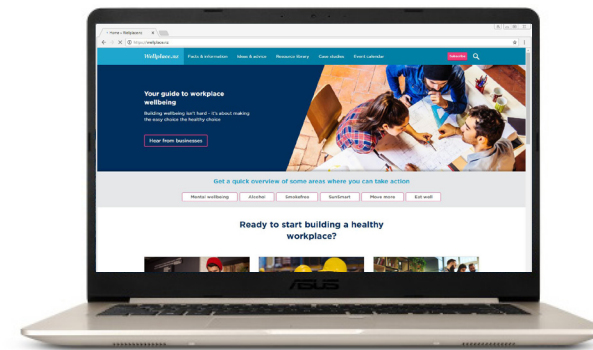 Home » Wellplace.nz
https://wellplace.nz
Wellplace.nz Facts & information Ideas & advice Resource library Case studies Event calendar Subscribe
Your guide to workplace
wellbeing
Building wellbeing isn't hard - it's about making
the easy choice the healthy choice
Hear from businesses
Get a quick overview of some areas where you can take action
Mental wellbeing Alcohol Smokefree SunSmart Move more Eat well
Ready to start building a healthy
workplace?
ASUS